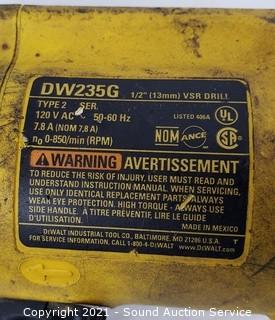 DW235G
1/2" (13mm) VSR DRILL
TYPE 2 SER.
120 V AC 50-60 Hz
LISTED 406A
UL
7.8 A (NOM 7,8 A)
NOM ANCE
SA
n0 0-850/min (RPM)
WARNING AVERTISSEMENT
TO REDUCE THE RISK OF INJURY, USER MUST READ AND
UNDERSTAND INSTRUCTION MANUAL. WHEN SERVICING,
USE ONLY IDENTICAL REPLACEMENT PARTS. ALWAYS
WEAR EYE PROTECTION. HIGH TORQUE - ALWAYS USE
SIDE HANDLE. A TITRE PREVENTIF, LIRE LE GUIDE
D'UTILISATION.
MADE IN MEXICO
DEWALT INDUSTRIAL TOOL CO., BALTIMORE, MD 21286 U.S.A.
FOR SERVICE INFORMATION, CALL 1-800-4-DEWALT
www.DEWALT.com
T
Copyright © 2021 - Sound Auction Service